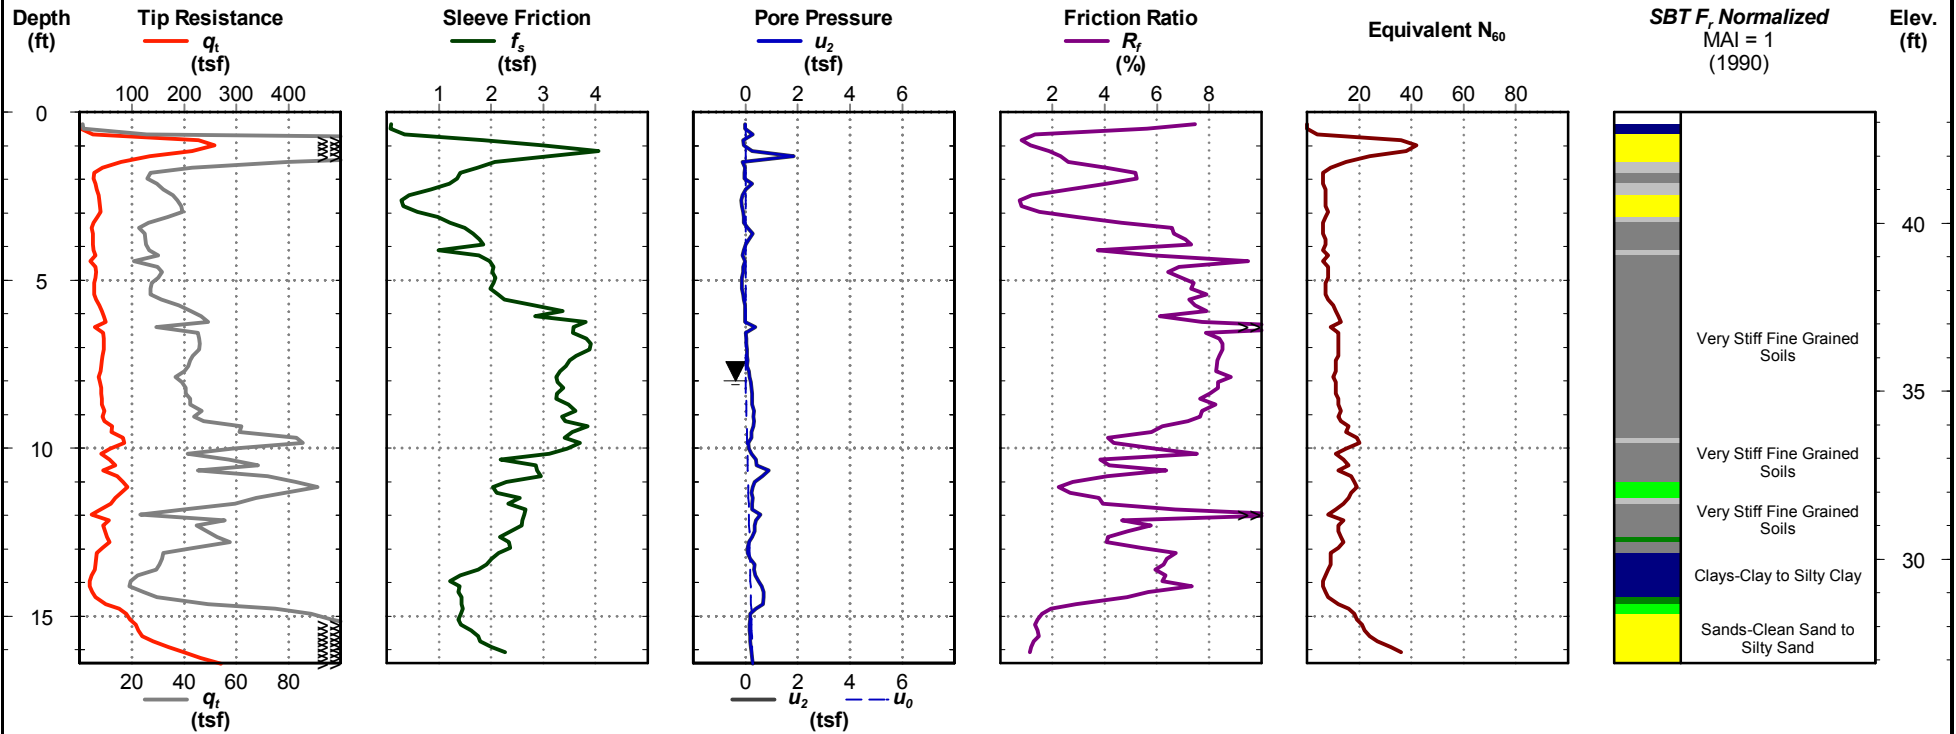 Depth
(ft)
Tip Resistance
qt
(tsf)
Sleeve Friction
fs
(tsf)
Pore Pressure
u2
(tsf)
Friction Ratio
Rf
(%)
Equivalent N60
SBT Fr Normalized
MAI = 1
(1990)
Elev.
(ft)
100 200 300 400
1 2 3 4
0 2 4 6
2 4 6 8
20 40 60 80
0
5
10
15
40
35
30
Very Stiff Fine Grained
Soils
Very Stiff Fine Grained
Soils
Very Stiff Fine Grained
Soils
Clays-Clay to Silty Clay
Sands-Clean Sand to
Silty Sand
20 40 60 80
qt
(tsf)
0 2 4 6
u2 u0
(tsf)